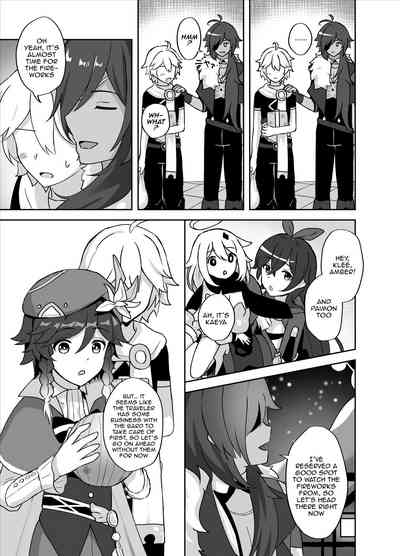 ......
HMM?
WH-
WHAT
?
OH
YEAH, IT'S
ALMOST
TIME FOR
THE FIRE-
WORKS
HEY,
KLEE,
AMBER!
AND
PAIMON
TOO
AH, IT'S
KAEYA
I'VE
RESERVED A
GOOD SPOT
TO WATCH THE
FIREWORKS
FROM, SO
LET'S HEAD
THERE RIGHT
NOW
BUT... IT
SEEMS LIKE
THE TRAVELER
HAS SOME
BUSINESS WITH
THE BARD TO
TAKE CARE OF
FIRST, SO LET'S
GO ON AHEAD
WITHOUT THEM
FOR NOW